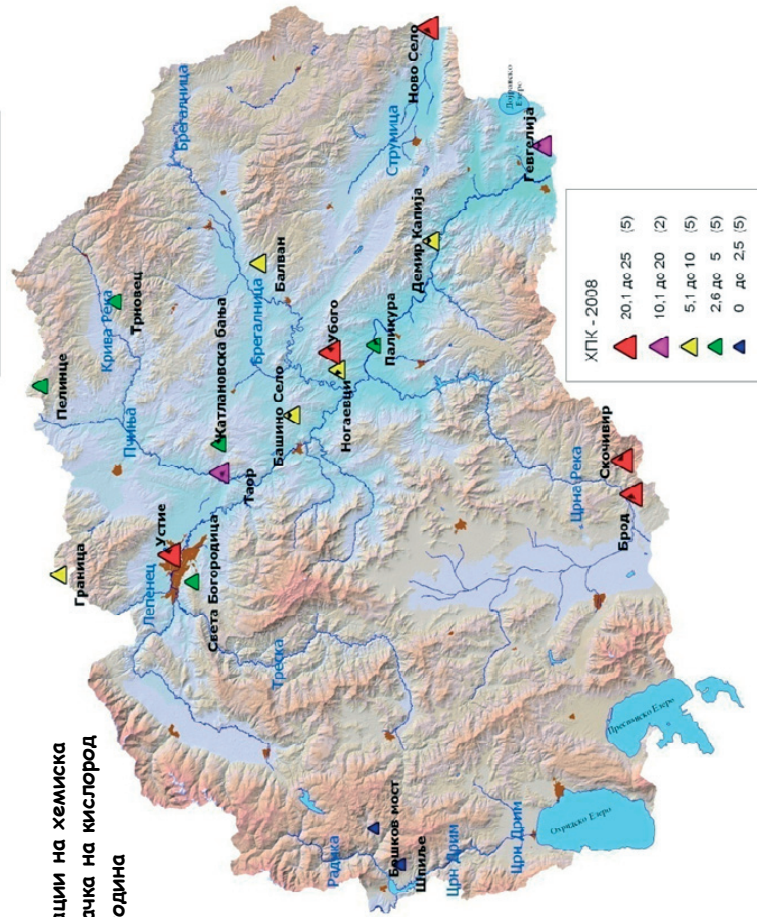 ации на хемиска
ачка на кислород
одина
Пелинце
Граница
Крива Река
Трновец
Пчиња
Брегалница
Лепенец
Устие
Катлановска бања
Таор
Света Богородица
Брегалница
Балван
Башино Село
Убого
Ногаевци
Треска
Паликура
Струмица
Ново Село
Демир Капија
Дојранско
Езеро
Гевгелија
Радика
Бошков мост
Шпиље
Црн Дрим
Црн Дрим
Црна Река
Скочивир
Брод
Охридско Езеро
Преспанско Езеро
ХПК - 2008
20,1 до 25 (5)
10,1 до 20 (2)
5,1 до 10 (5)
2,6 до 5 (5)
0 до 2,5 (5)